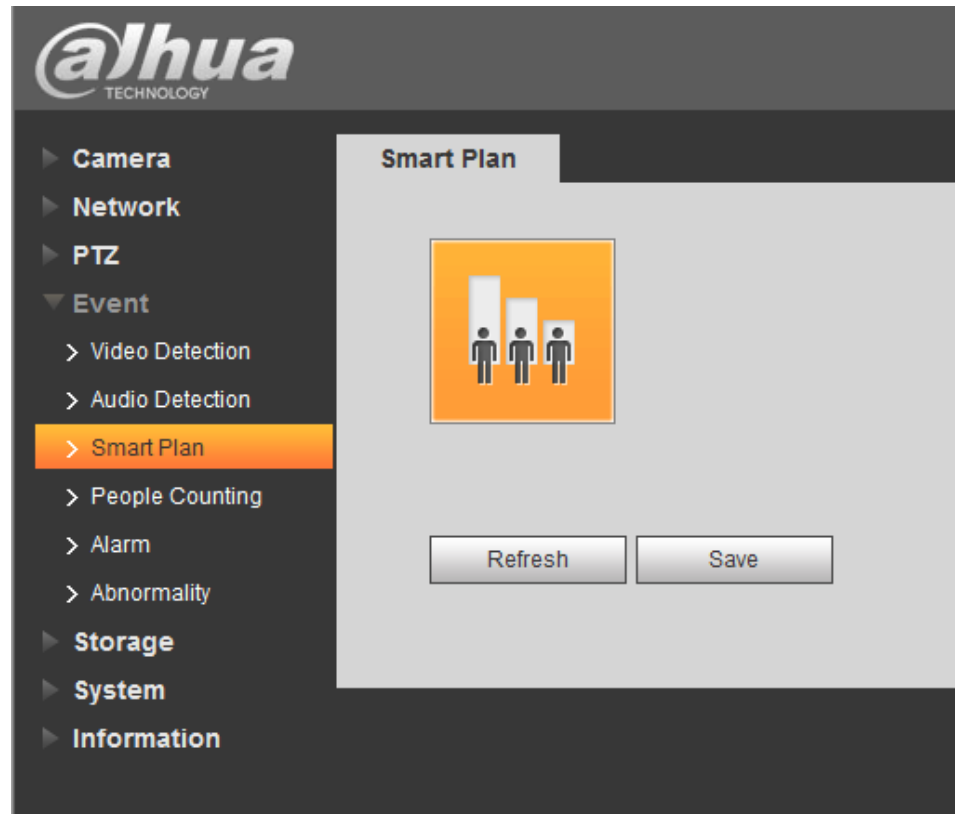 alhua
TECHNOLOGY
Camera
Network
PTZ
Event
Video Detection
Audio Detection
Smart Plan
People Counting
Alarm
Abnormality
Storage
System
Information
Smart Plan
Refresh
Save